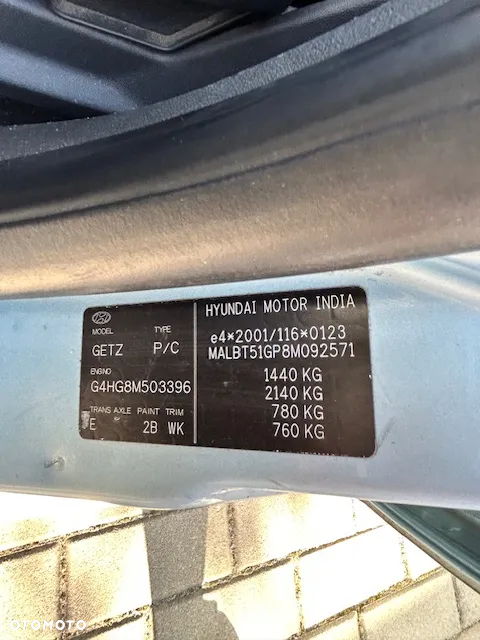 HYUNDAI MOTOR INDIA
MODEL TYPE
GETZ P/C
ENGNO
G4HG8M503396
TRANS AXLE PAINT TRIM
E 2B WK
e4*2001/116*0123
MALBT51GP8M092571
1440 KG
2140 KG
780 KG
760 KG
OTOMOTO